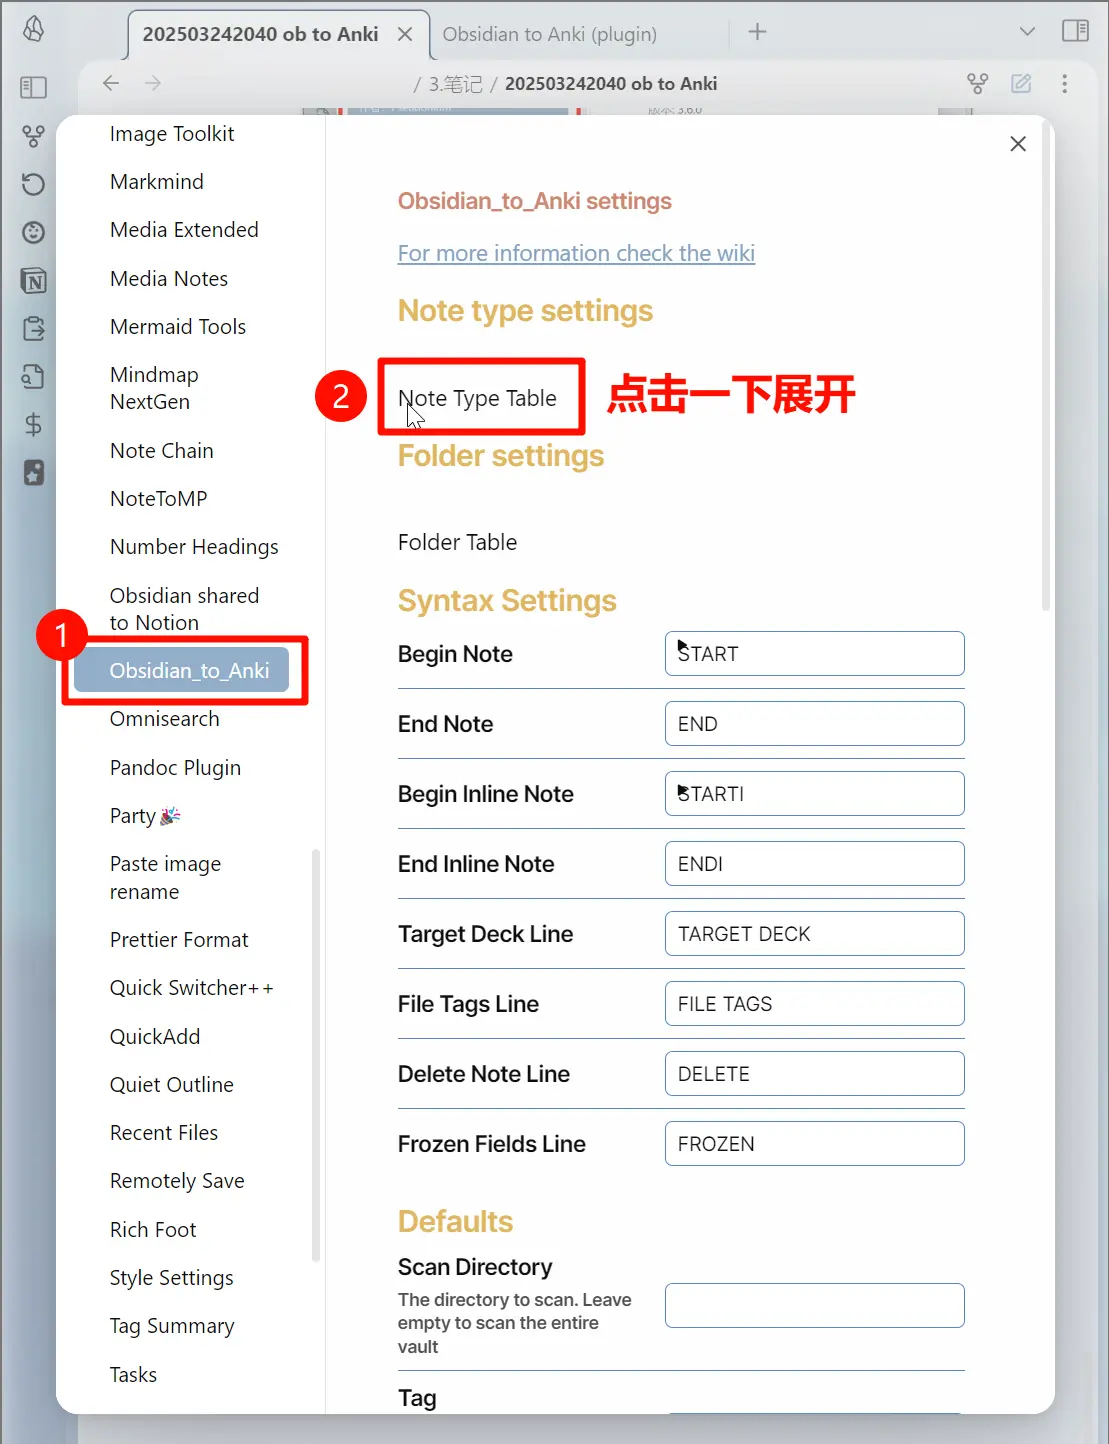 202503242040 ob to Anki
Obsidian to Anki (plugin)
/ 3.笔记 / 202503242040 ob to Anki
版本: 3.6.0
Image Toolkit
Markmind
Media Extended
Media Notes
Mermaid Tools
Mindmap
NextGen
Note Chain
NoteToMP
Number Headings
Obsidian shared
to Notion
1
Obsidian_to_Anki
Omnisearch
Pandoc Plugin
Party🎉
Paste image
rename
Prettier Format
Quick Switcher++
QuickAdd
Quiet Outline
Recent Files
Remotely Save
Rich Foot
Style Settings
Tag Summary
Tasks
Obsidian_to_Anki settings
For more information check the wiki
Note type settings
2
Note Type Table
点击一下展开
Folder settings
Folder Table
Syntax Settings
Begin Note
START
End Note
END
Begin Inline Note
STARTI
End Inline Note
ENDI
Target Deck Line
TARGET DECK
File Tags Line
FILE TAGS
Delete Note Line
DELETE
Frozen Fields Line
FROZEN
Defaults
Scan Directory
The directory to scan. Leave
empty to scan the entire
vault
Tag